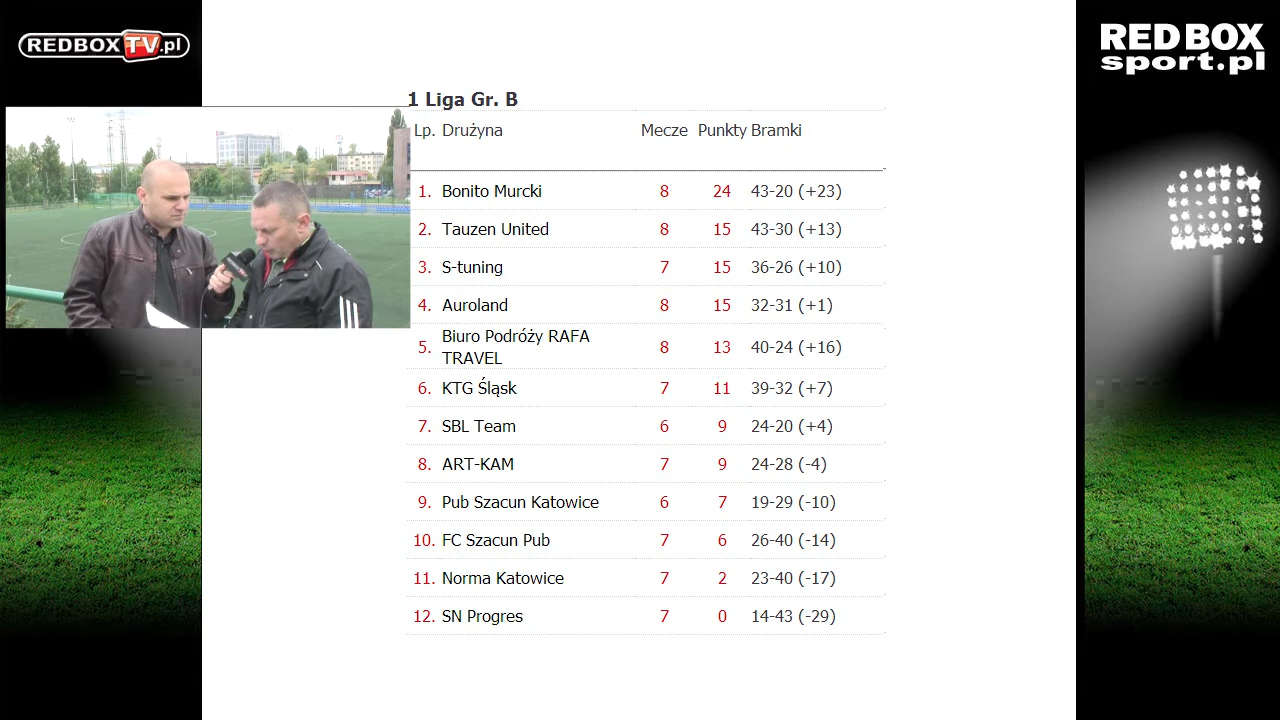 REDBOXTV.pl
RED BOX
sport.pl
1 Liga Gr. B
Lp. Drużyna Mecze Punkty Bramki
1. Bonito Murcki 8 24 43-20 (+23)
2. Tauzen United 8 15 43-30 (+13)
3. S-tuning 7 15 36-26 (+10)
4. Auroland 8 15 32-31 (+1)
5. Biuro Podróży RAFA
TRAVEL 8 13 40-24 (+16)
6. KTG Śląsk 7 11 39-32 (+7)
7. SBL Team 6 9 24-20 (+4)
8. ART-KAM 7 9 24-28 (-4)
9. Pub Szacun Katowice 6 7 19-29 (-10)
10. FC Szacun Pub 7 6 26-40 (-14)
11. Norma Katowice 7 2 23-40 (-17)
12. SN Progres 7 0 14-43 (-29)